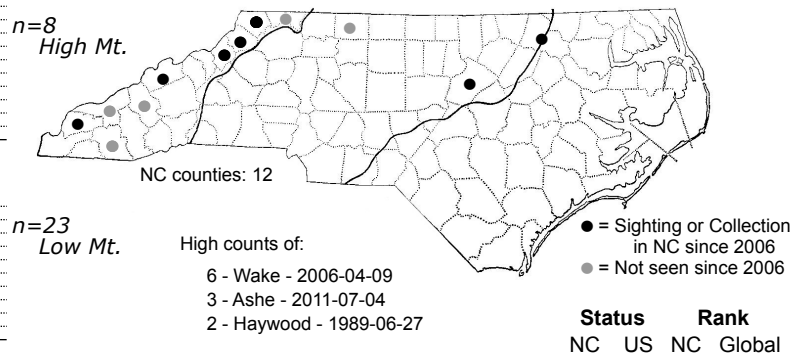 n=8
High Mt.
NC counties: 12
n=23
Low Mt.
High counts of:
6 - Wake - 2006-04-09
3 - Ashe - 2011-07-04
2 - Haywood - 1989-06-27
● = Sighting or Collection
in NC since 2006
● = Not seen since 2006
Status Rank
NC US NC Global